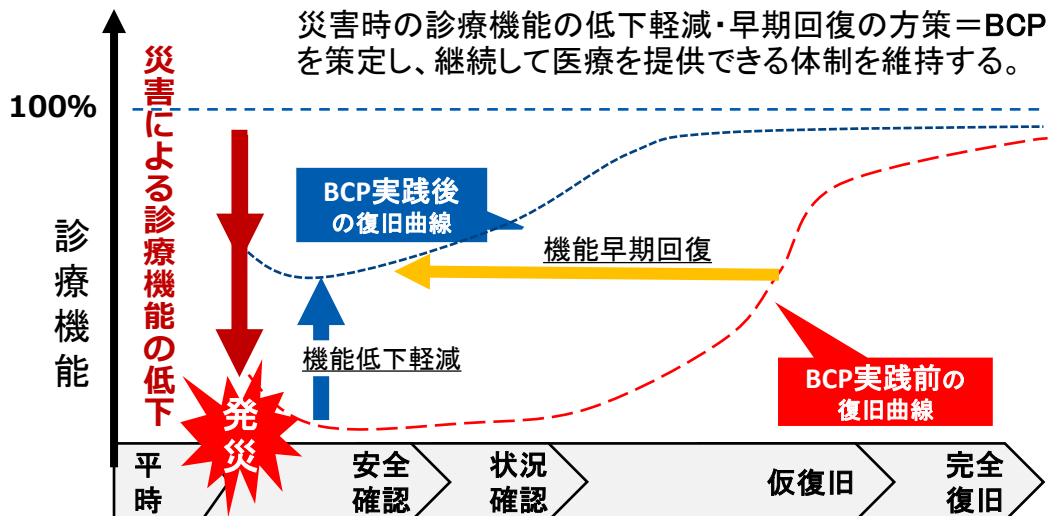 災害時の診療機能の低下軽減・早期回復の方策＝BCP
を策定し、継続して医療を提供できる体制を維持する。
100%
診療機能
災害による診療機能の低下
BCP実践後
の復旧曲線
機能早期回復
機能低下軽減
BCP実践前の
復旧曲線
発災
平時
安全
確認
状況
確認
仮復旧
完全
復旧